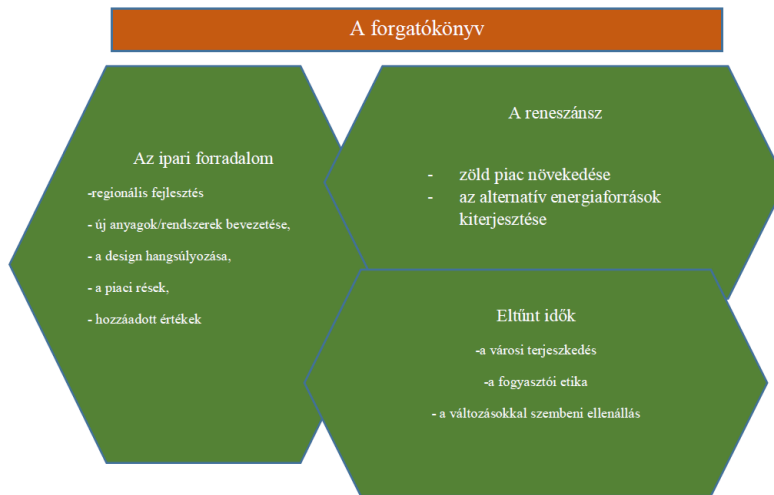 A forgatókönyv
Az ipari forradalom
-regionális fejlesztés
- új anyagok/rendszerek bevezetése,
- a design hangsúlyozása,
- a piaci rések,
- hozzáadott értékek
A reneszánsz
- zöld piac növekedése
- az alternatív energiaforrások
kiterjesztése
Eltűnt idők
-a városi terjeszkedés
-a fogyasztói etika
- a változásokkal szembeni ellenállás